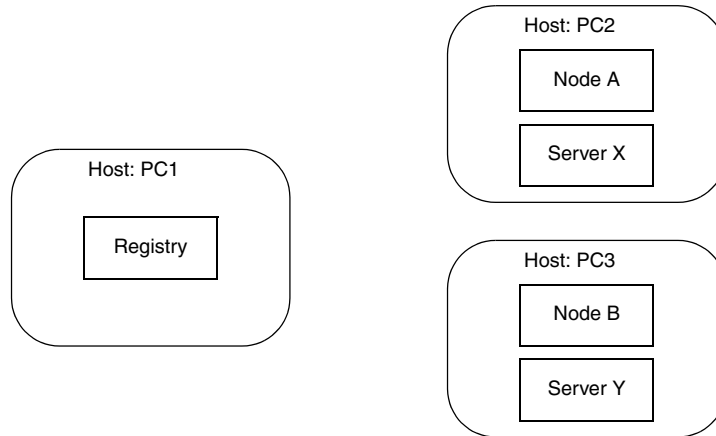 Host: PC1
Registry
Host: PC2
Node A
Server X
Host: PC3
Node B
Server Y